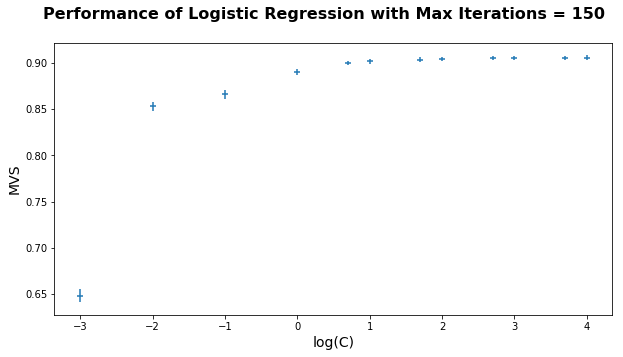 Performance of Logistic Regression with Max Iterations = 150
MVS
0.90
0.85
0.80
0.75
0.70
0.65
−3 −2 −1 0 1 2 3 4
log(C)